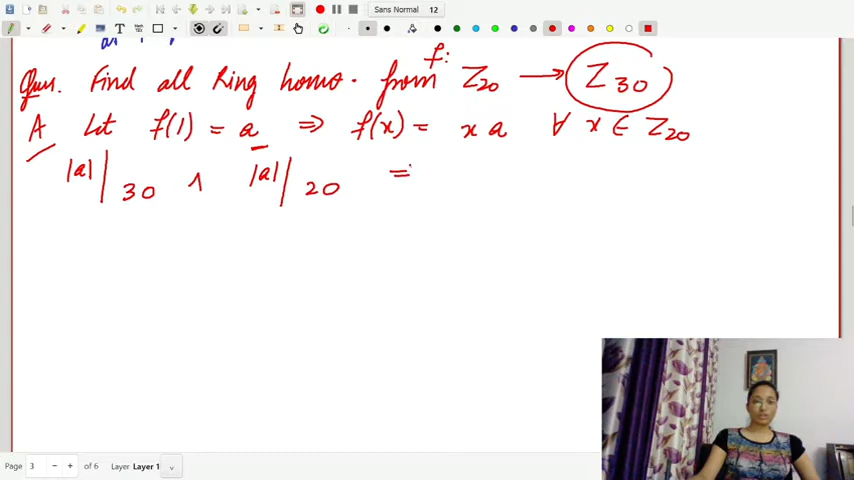 Sans Normal 12
Ques. Find all Ring homo. from f: Z20 → Z30
A Let f(1) = a ⇒ f(x) = x a ∀ x ∈ Z20
|a| | 30 ∧ |a| | 20 =
Page 3 of 6 Layer Layer 1